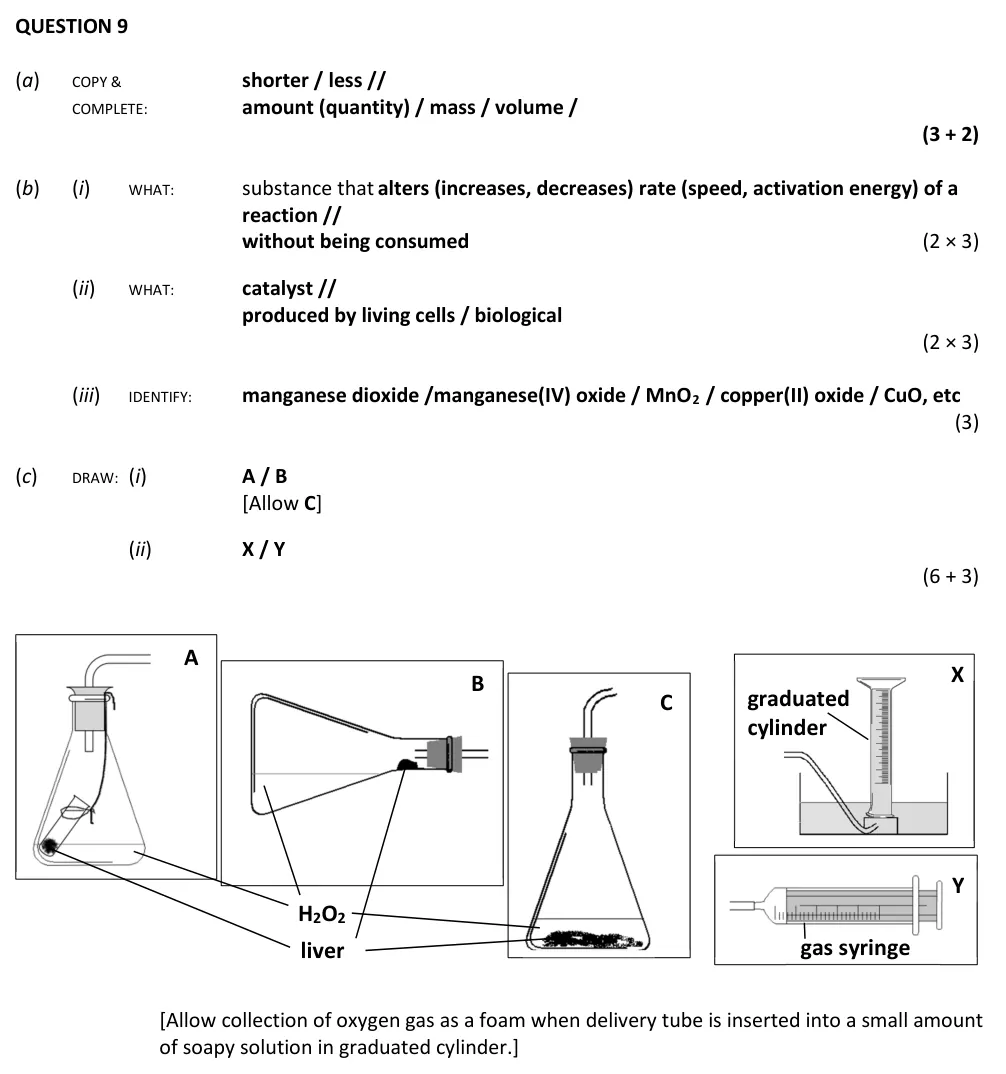 QUESTION 9
(a) COPY & shorter / less //
COMPLETE: amount (quantity) / mass / volume /
(3 + 2)
(b) (i) WHAT: substance that alters (increases, decreases) rate (speed, activation energy) of a
reaction //
without being consumed (2 × 3)
(ii) WHAT: catalyst //
produced by living cells / biological
(2 × 3)
(iii) IDENTIFY: manganese dioxide /manganese(IV) oxide / MnO₂ / copper(II) oxide / CuO, etc
(3)
(c) DRAW: (i) A / B
[Allow C]
(ii) X / Y
(6 + 3)
A
B
C
X
graduated
cylinder
H₂O₂
liver
Y
gas syringe
[Allow collection of oxygen gas as a foam when delivery tube is inserted into a small amount
of soapy solution in graduated cylinder.]